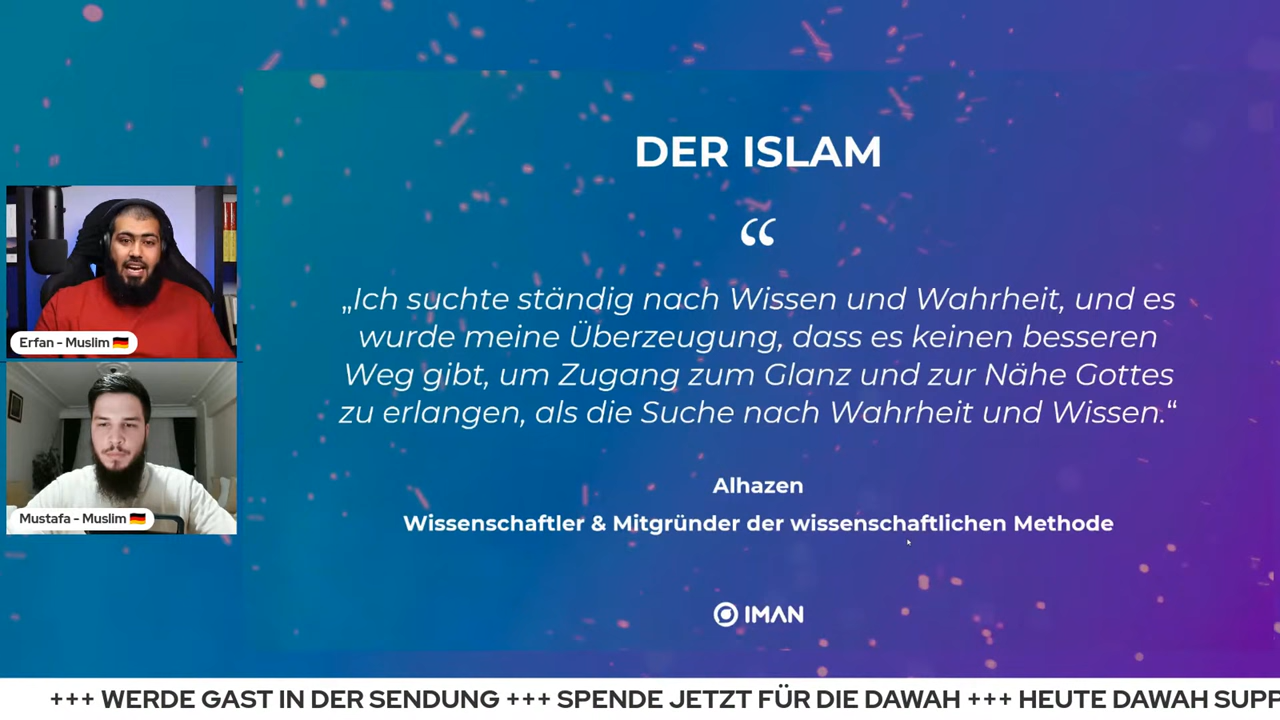 DER ISLAM
“
„Ich suchte ständig nach Wissen und Wahrheit, und es
wurde meine Überzeugung, dass es keinen besseren
Weg gibt, um Zugang zum Glanz und zur Nähe Gottes
zu erlangen, als die Suche nach Wahrheit und Wissen.“
Alhazen
Wissenschaftler & Mitgründer der wissenschaftlichen Methode
IMAN
Erfan - Muslim
Mustafa - Muslim
+++ WERDE GAST IN DER SENDUNG +++ SPENDE JETZT FÜR DIE DAWAH +++ HEUTE DAWAH SUPP